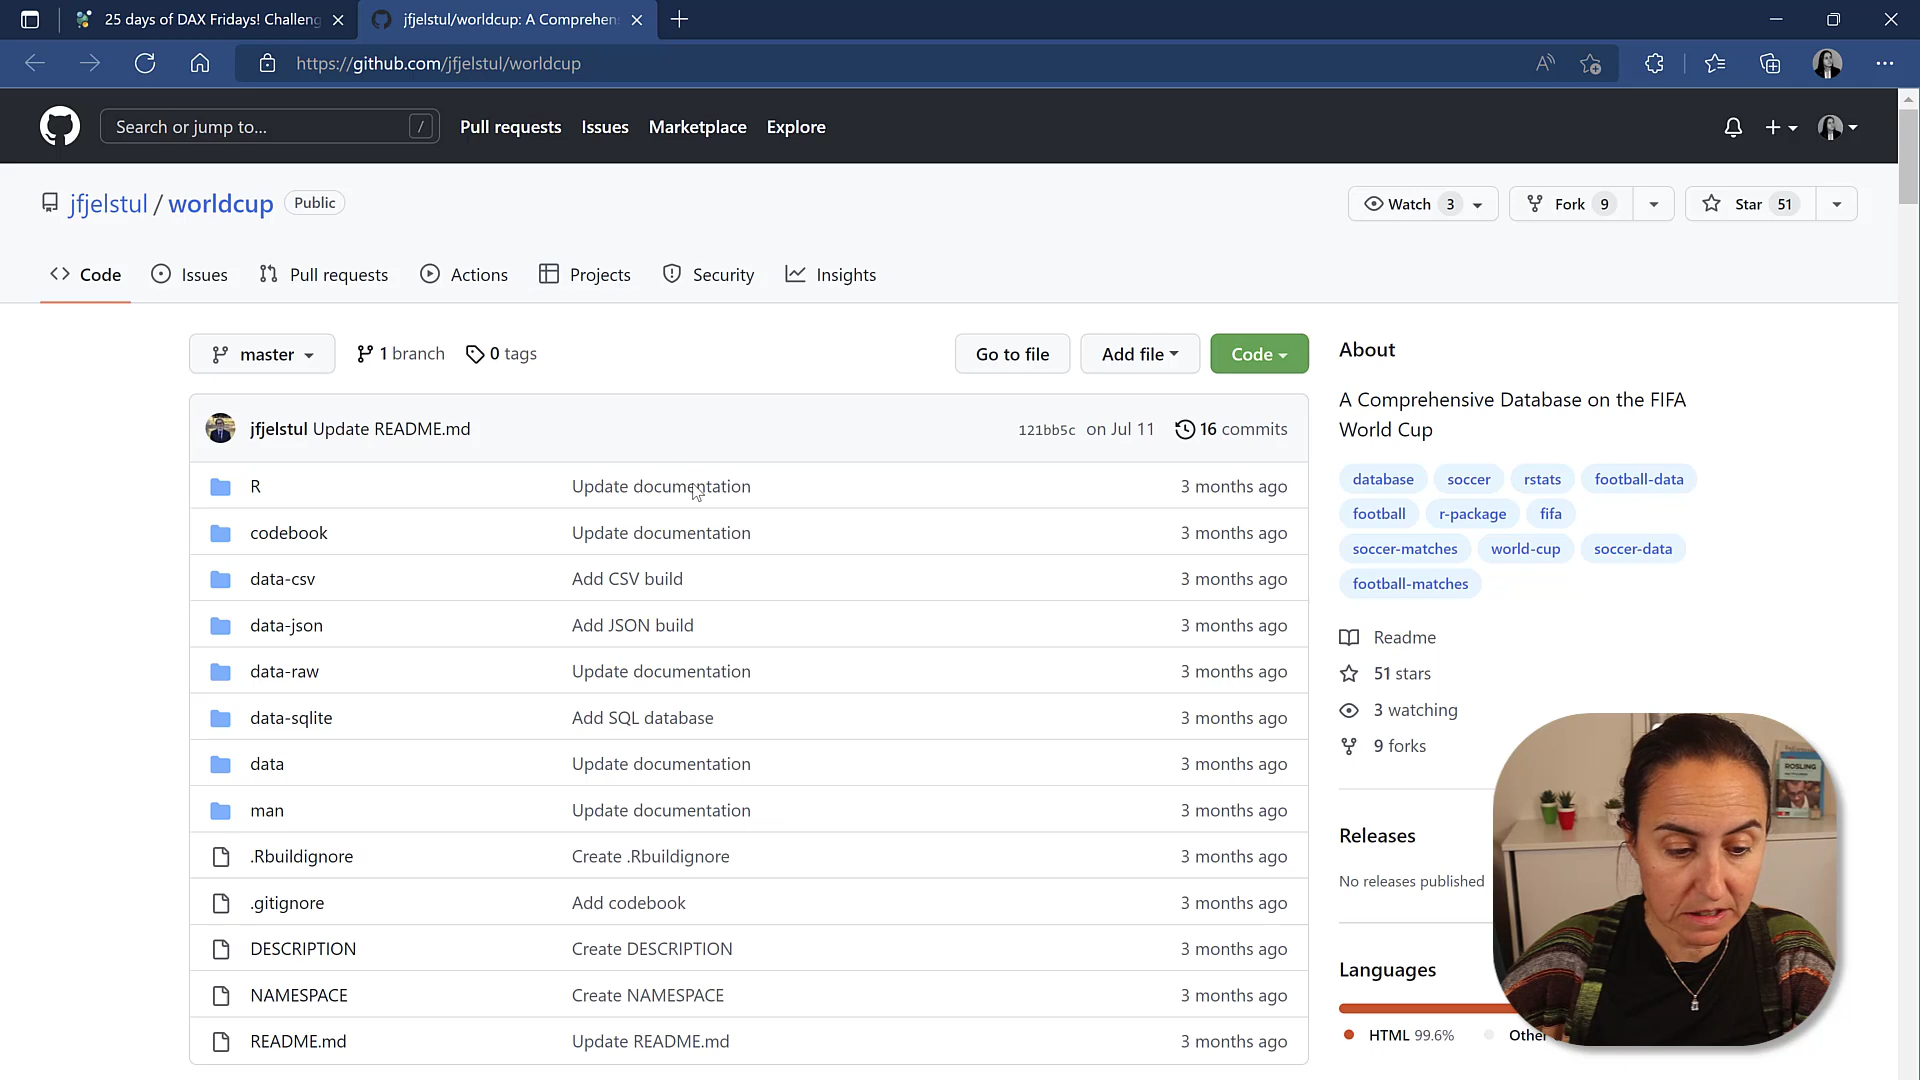 25 days of DAX Fridays! Challeng
jfjelstul/worldcup: A Comprehen
https://github.com/jfjelstul/worldcup
Search or jump to... /
Pull requests Issues Marketplace Explore
jfjelstul / worldcup Public
Watch 3 Fork 9 Star 51
Code Issues Pull requests Actions Projects Security Insights
master 1 branch 0 tags Go to file Add file Code
jfjelstul Update README.md 121bb5c on Jul 11 16 commits
R Update documentation 3 months ago
codebook Update documentation 3 months ago
data-csv Add CSV build 3 months ago
data-json Add JSON build 3 months ago
data-raw Update documentation 3 months ago
data-sqlite Add SQL database 3 months ago
data Update documentation 3 months ago
man Update documentation 3 months ago
.Rbuildignore Create .Rbuildignore 3 months ago
.gitignore Add codebook 3 months ago
DESCRIPTION Create DESCRIPTION 3 months ago
NAMESPACE Create NAMESPACE 3 months ago
README.md Update README.md 3 months ago
About
A Comprehensive Database on the FIFA
World Cup
database soccer rstats football-data
football r-package fifa
soccer-matches world-cup soccer-data
football-matches
Readme
51 stars
3 watching
9 forks
Releases
No releases published
Languages
HTML 99.6% Other
ROSLING